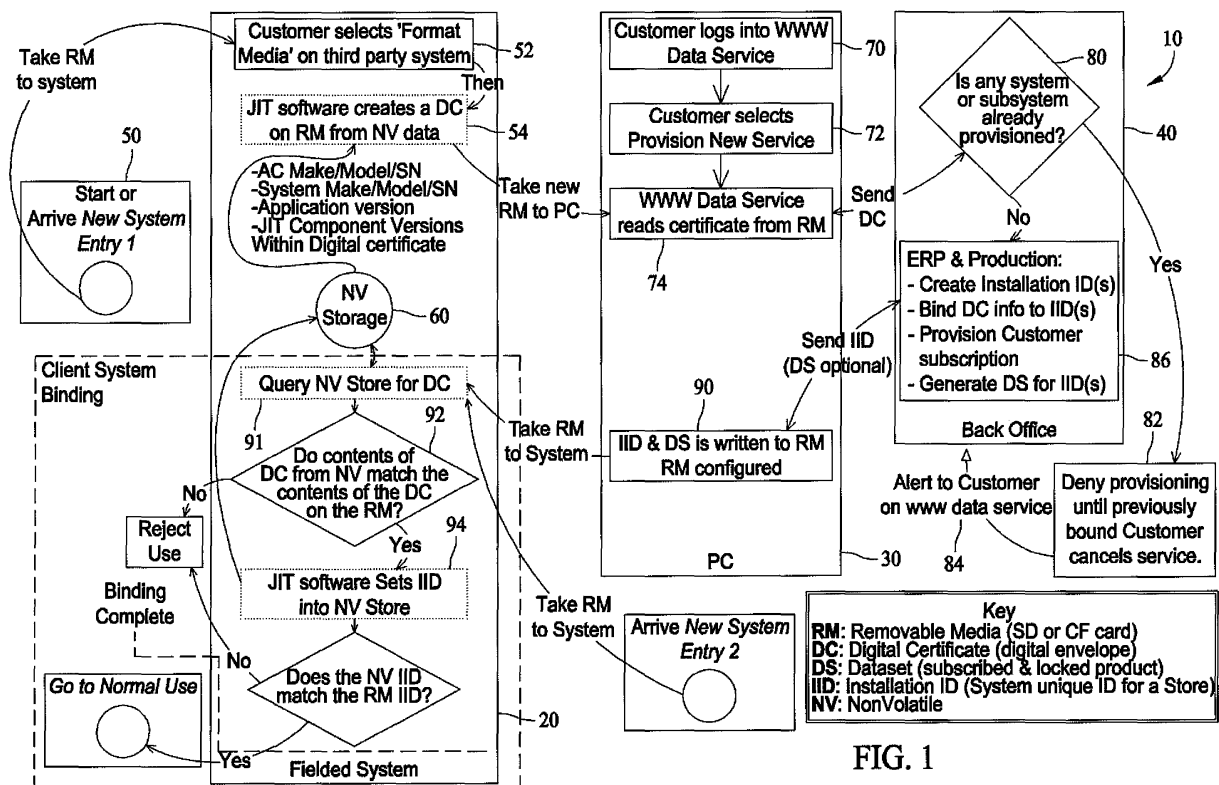 Take RM
to system
50
Start or
Arrive New System
Entry 1
Customer selects 'Format
Media' on third party system
52
Then
JIT software creates a DC
on RM from NV data
54
-AC Make/Model/SN
-System Make/Model/SN
-Application version
-JIT Component Versions
Within Digital certificate
Take new
RM to PC
NV
Storage
60
Client System
Binding
Query NV Store for DC
91
92
Do contents of
DC from NV match the
contents of the DC
on the RM?
No
Reject
Use
Yes
94
JIT software Sets IID
into NV Store
Binding
Complete
No
Does the NV IID
match the RM IID?
Go to Normal Use
Yes
20
Fielded System
Customer logs into WWW
Data Service
70
Customer selects
Provision New Service
72
WWW Data Service
reads certificate from RM
74
Send
DC
Send IID
(DS optional)
90
IID & DS is written to RM
RM configured
Take RM
to System
PC
30
Take RM
to System
Arrive New System
Entry 2
10
80
Is any system
or subsystem
already
provisioned?
40
No
Yes
ERP & Production:
- Create Installation ID(s)
- Bind DC info to IID(s)
- Provision Customer
subscription
- Generate DS for IID(s)
86
Back Office
82
Alert to Customer
on www data service
84
Deny provisioning
until previously
bound Customer
cancels service.
Key
RM: Removable Media (SD or CF card)
DC: Digital Certificate (digital envelope)
DS: Dataset (subscribed & locked product)
IID: Installation ID (System unique ID for a Store)
NV: NonVolatile
FIG. 1